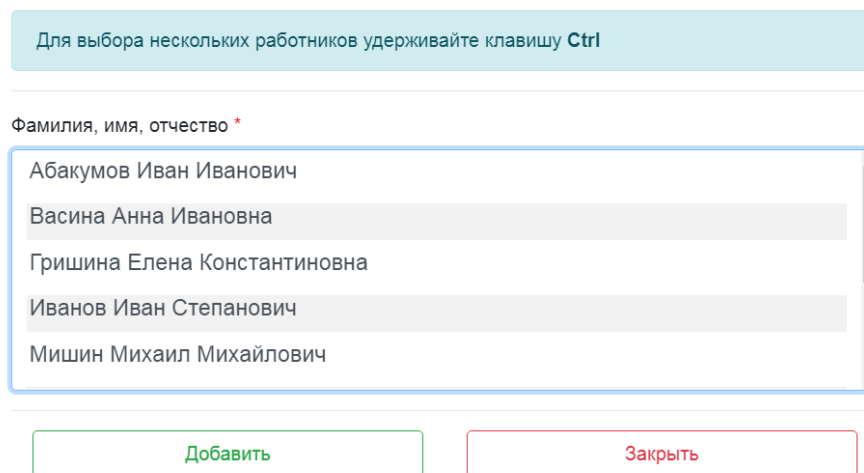 Для выбора нескольких работников удерживайте клавишу Ctrl
Фамилия, имя, отчество *
Абакумов Иван Иванович
Васина Анна Ивановна
Гришина Елена Константиновна
Иванов Иван Степанович
Мишин Михаил Михайлович
Добавить
Закрыть